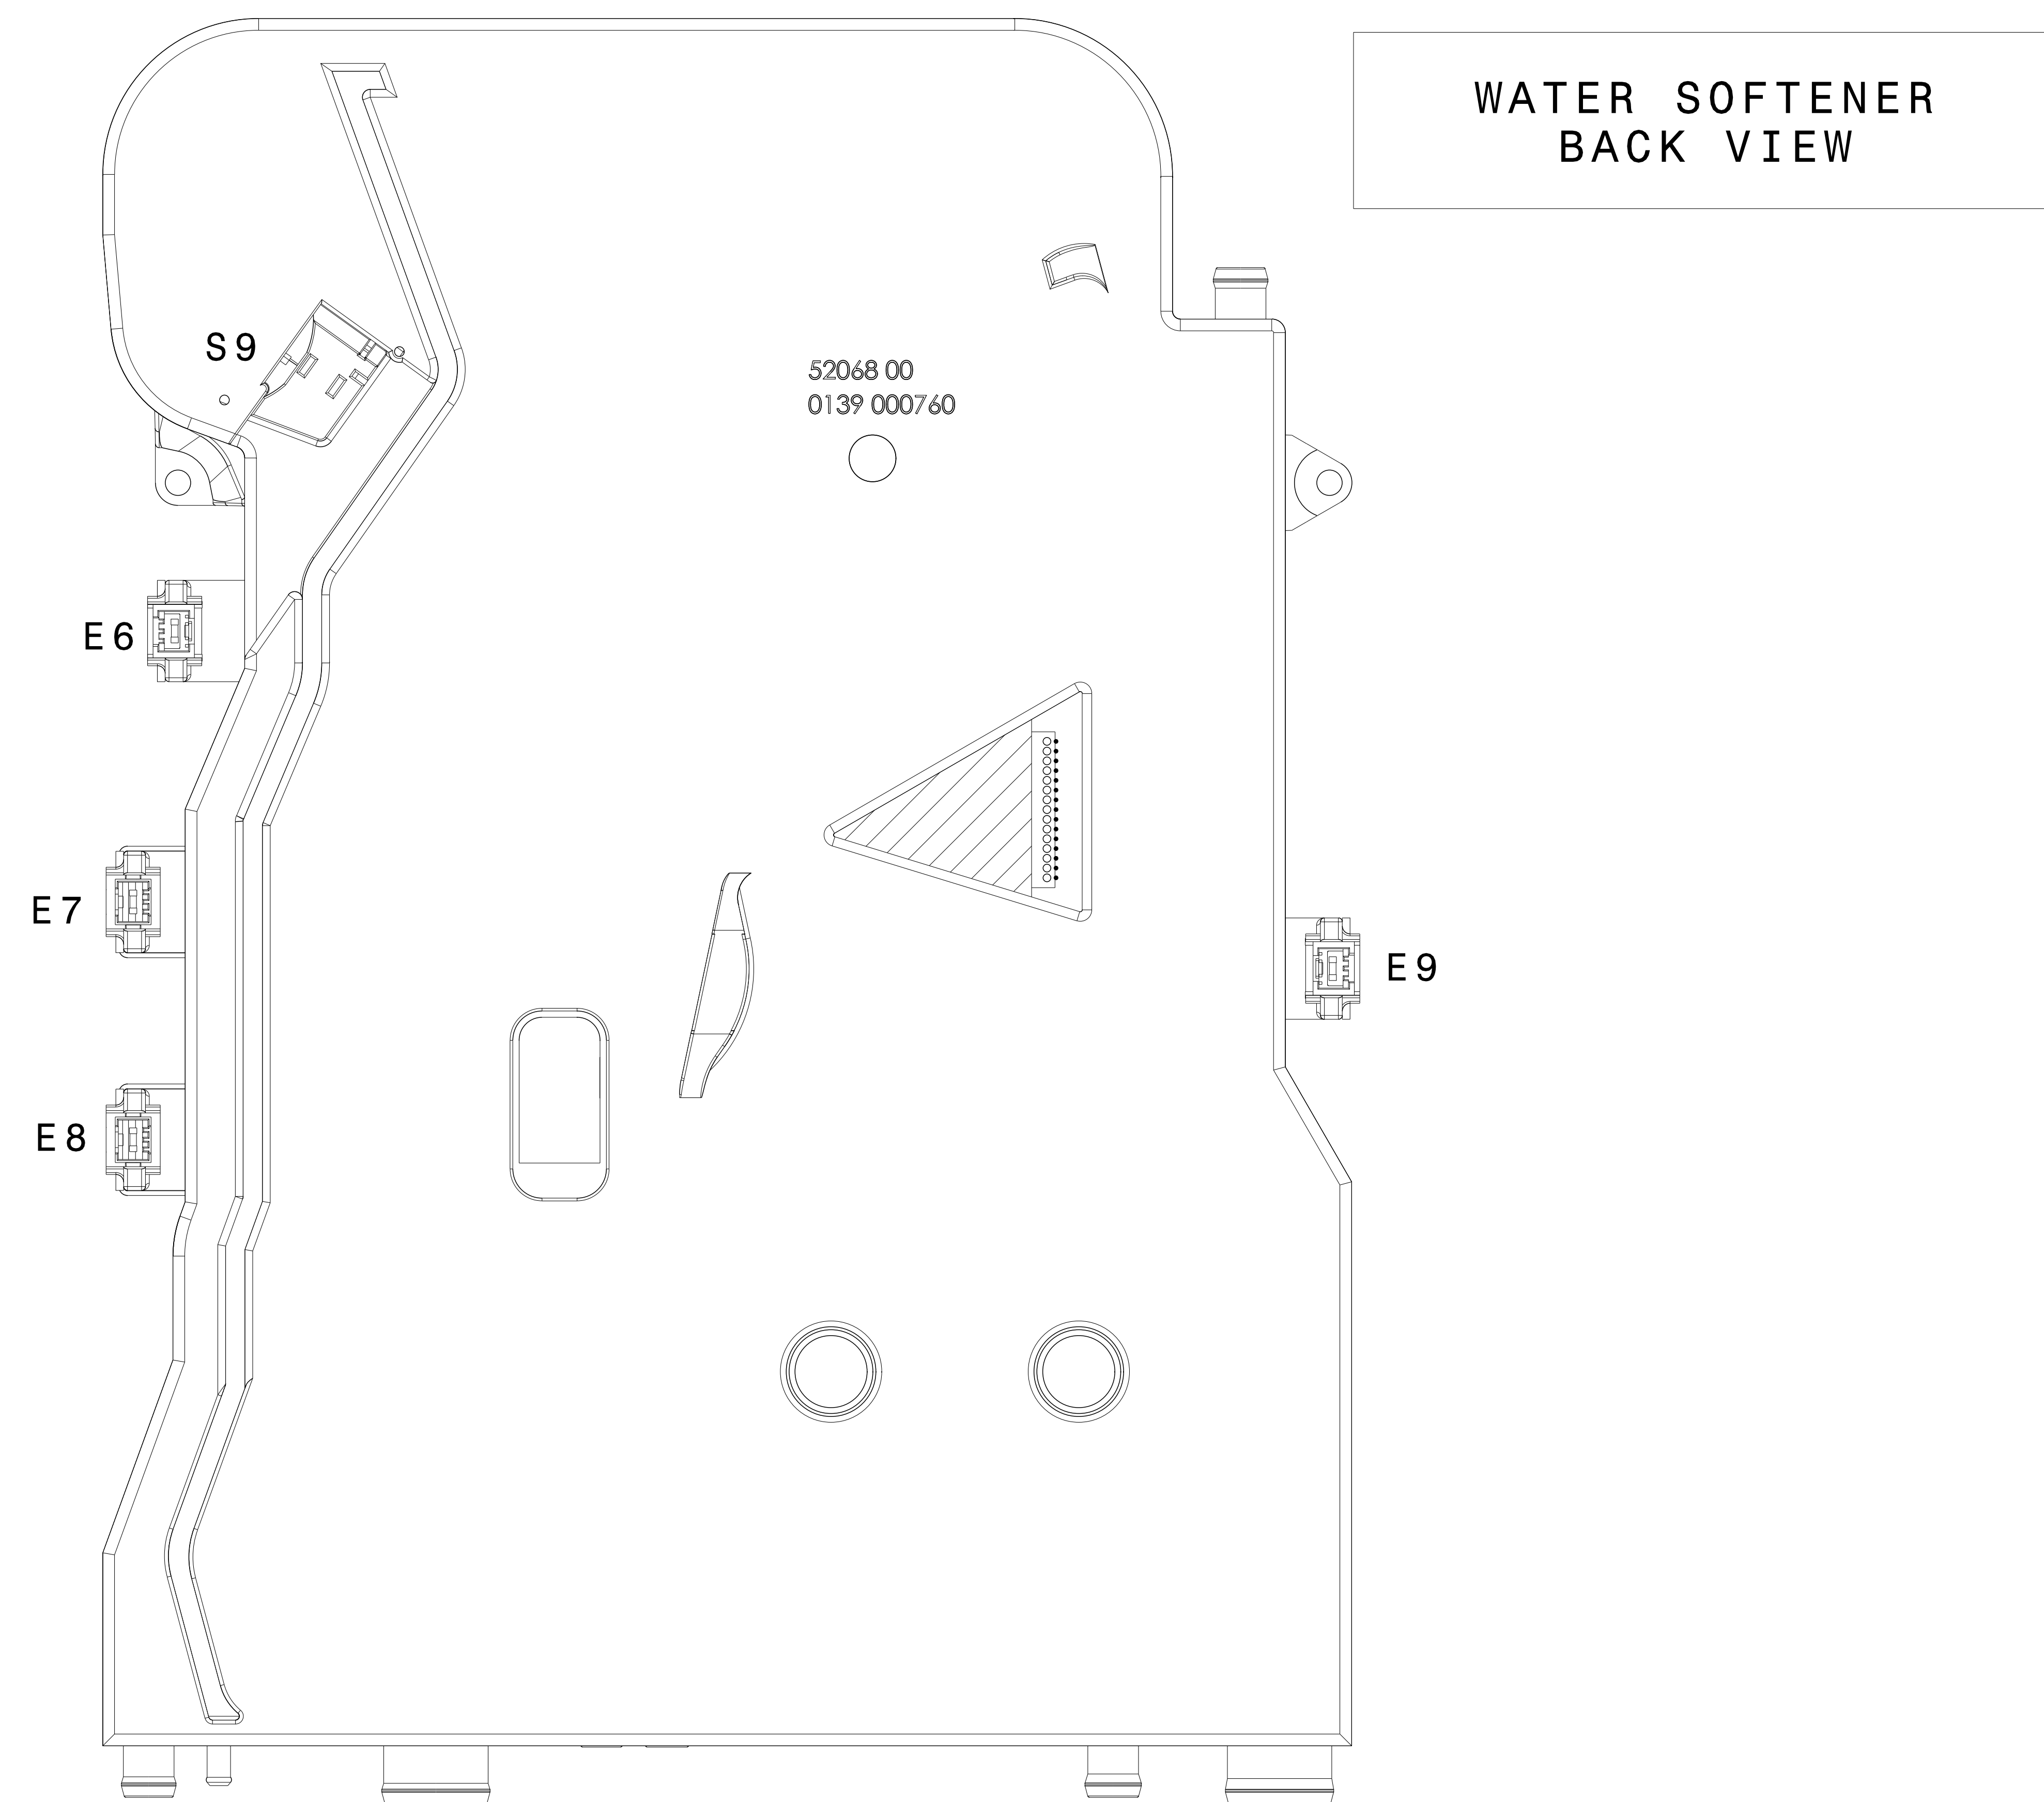 WATER SOFTENER
BACK VIEW
S9
52068 00
0139 000760
E6
E7
E9
E8